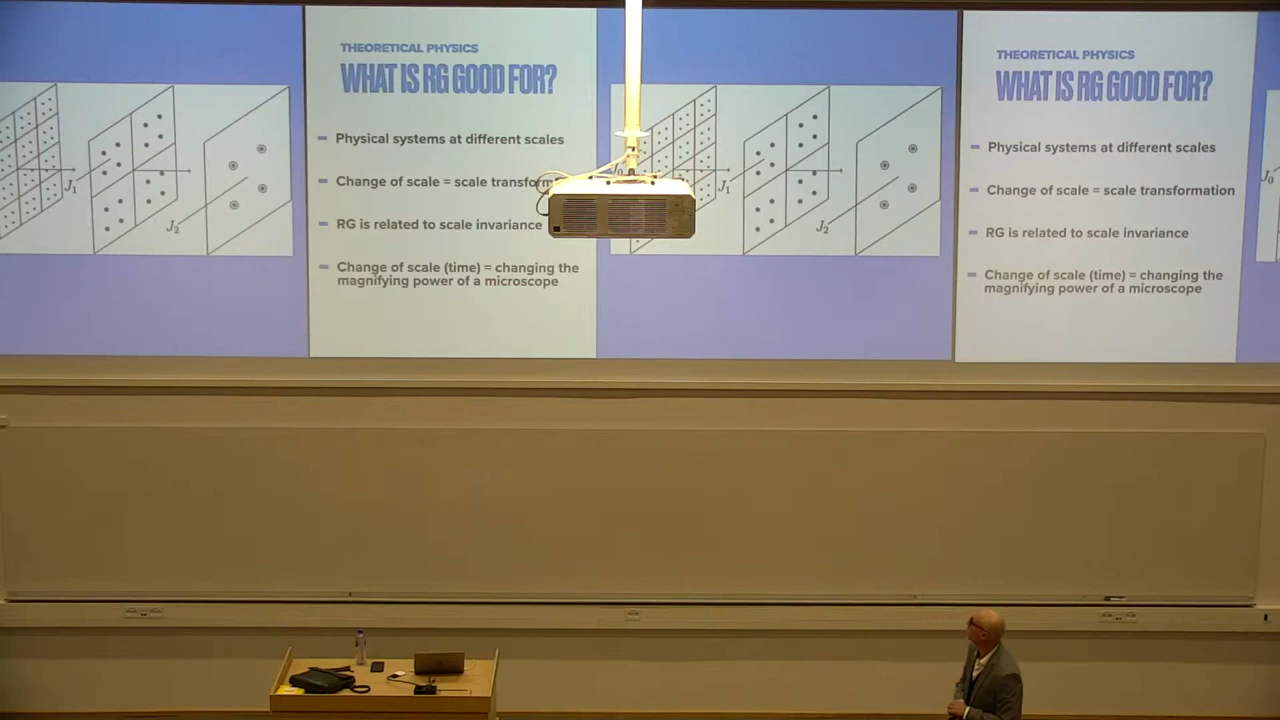 THEORETICAL PHYSICS
WHAT IS RG GOOD FOR?
Physical systems at different scales
Change of scale = scale transform
RG is related to scale invariance
Change of scale (time) = changing the
magnifying power of a microscope
J1
J2
J1
J2
THEORETICAL PHYSICS
WHAT IS RG GOOD FOR?
Physical systems at different scales
Change of scale = scale transformation
RG is related to scale invariance
Change of scale (time) = changing the
magnifying power of a microscope
J0